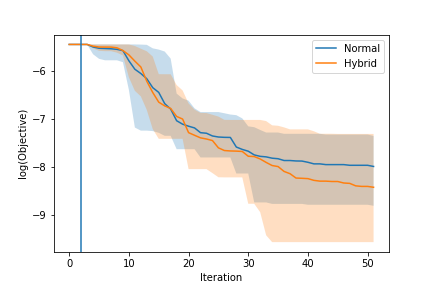 Normal
Hybrid
−6
−7
−8
−9
log(Objective)
0 10 20 30 40 50
Iteration